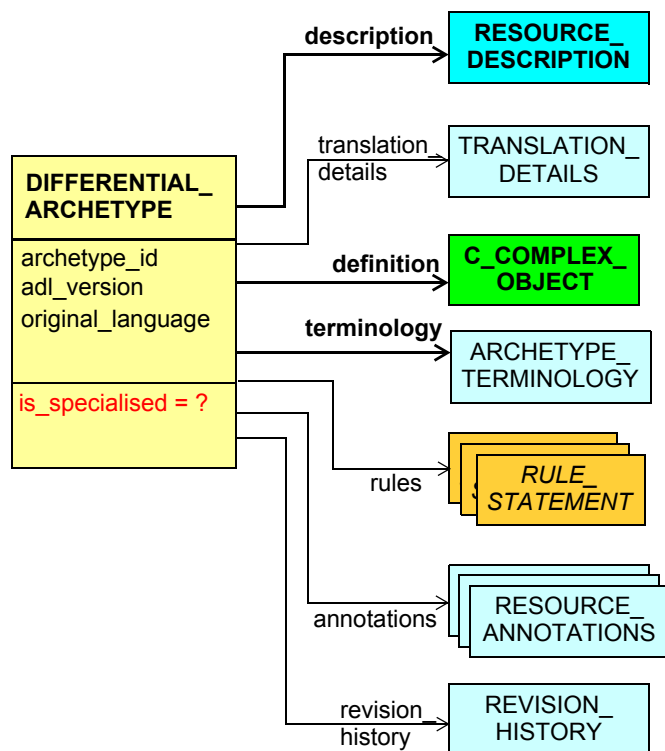 description
RESOURCE_
DESCRIPTION
translation_
details
TRANSLATION_
DETAILS
DIFFERENTIAL_
ARCHETYPE
archetype_id
adl_version
original_language
is_specialised = ?
definition
C_COMPLEX_
OBJECT
terminology
ARCHETYPE_
TERMINOLOGY
rules
RULE_
STATEMENT
annotations
RESOURCE_
ANNOTATIONS
revision_
history
REVISION_
HISTORY